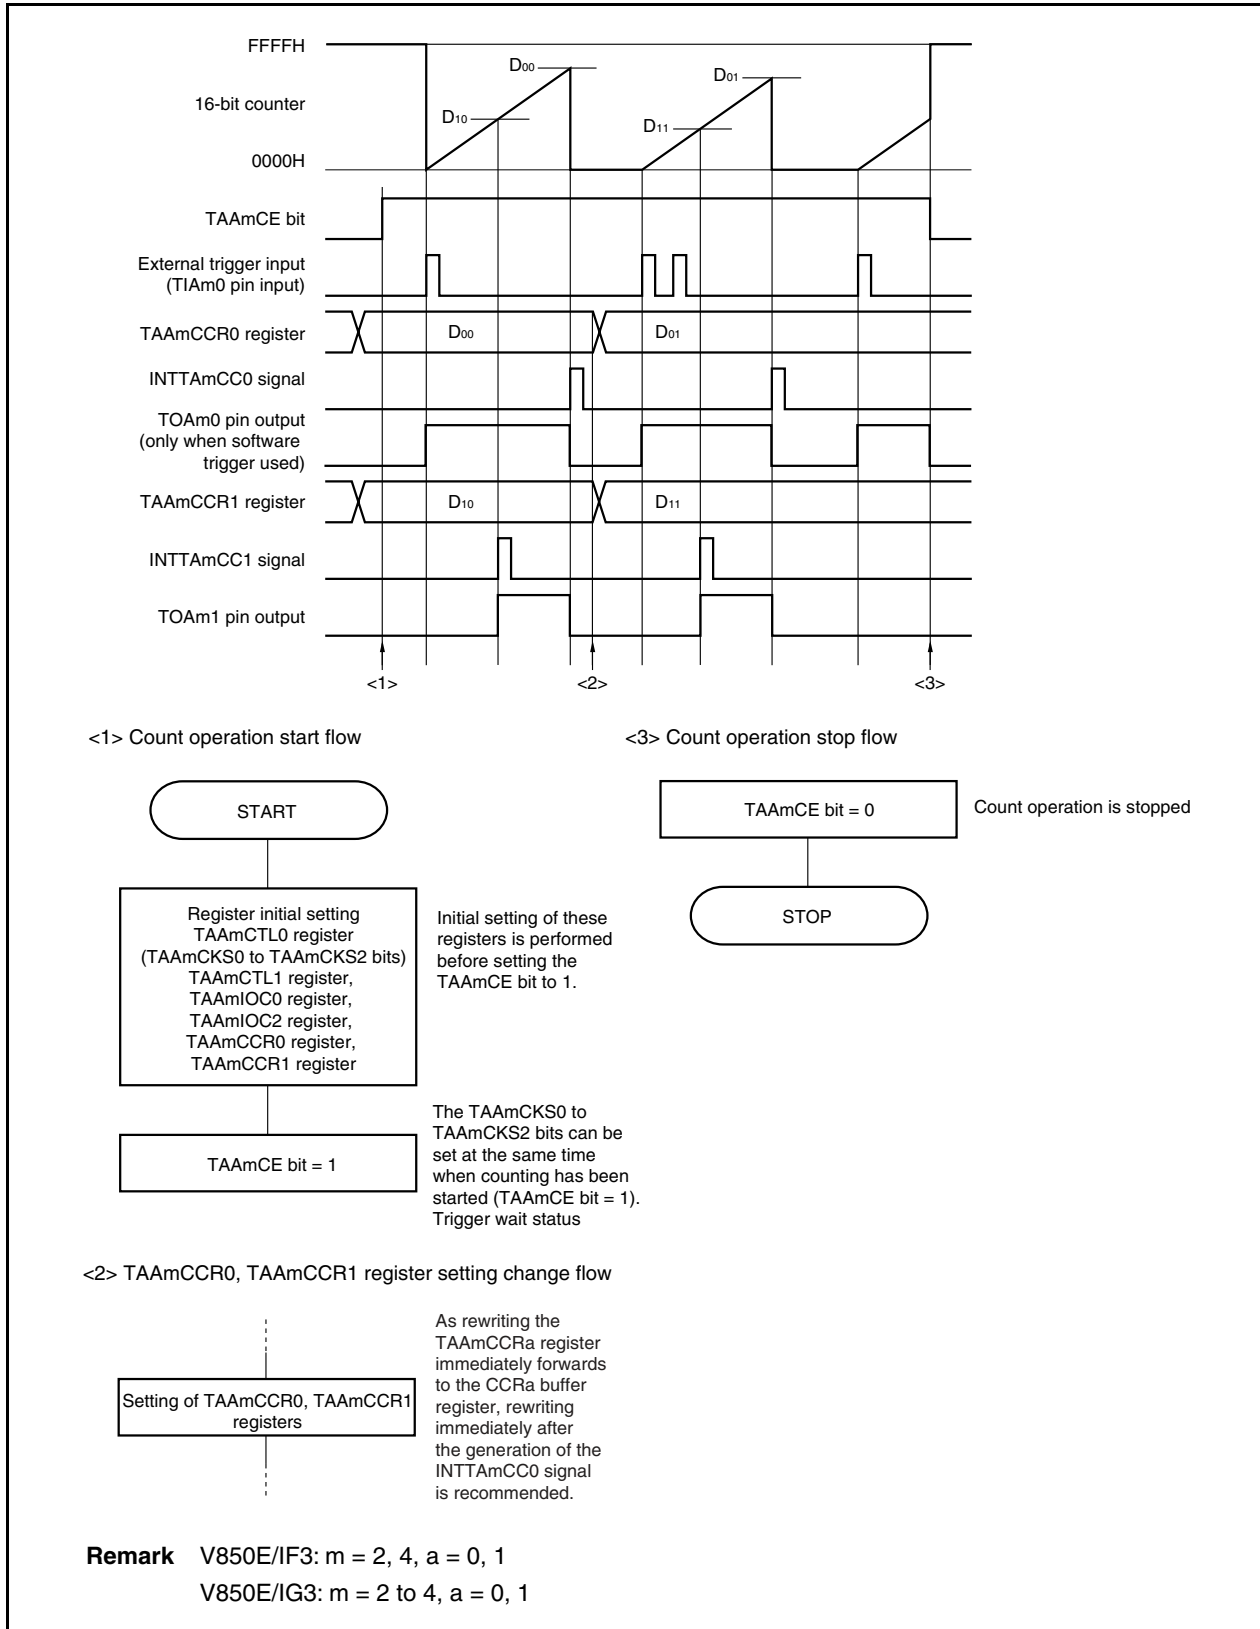 FFFFH
D00
D01
16-bit counter
D10
D11
0000H
TAAmCE bit
External trigger input
(TIAm0 pin input)
TAAmCCR0 register
D00
D01
INTTAmCC0 signal
TOAm0 pin output
(only when software
trigger used)
TAAmCCR1 register
D10
D11
INTTAmCC1 signal
TOAm1 pin output
<1>
<2>
<3>
<1> Count operation start flow
START
Register initial setting
TAAmCTL0 register
(TAAmCKS0 to TAAmCKS2 bits)
TAAmCTL1 register,
TAAmIOC0 register,
TAAmIOC2 register,
TAAmCCR0 register,
TAAmCCR1 register
Initial setting of these
registers is performed
before setting the
TAAmCE bit to 1.
TAAmCE bit = 1
The TAAmCKS0 to
TAAmCKS2 bits can be
set at the same time
when counting has been
started (TAAmCE bit = 1).
Trigger wait status
<3> Count operation stop flow
TAAmCE bit = 0
Count operation is stopped
STOP
<2> TAAmCCR0, TAAmCCR1 register setting change flow
Setting of TAAmCCR0, TAAmCCR1
registers
As rewriting the
TAAmCCRa register
immediately forwards
to the CCRa buffer
register, rewriting
immediately after
the generation of the
INTTAmCC0 signal
is recommended.
Remark V850E/IF3: m = 2, 4, a = 0, 1
V850E/IG3: m = 2 to 4, a = 0, 1